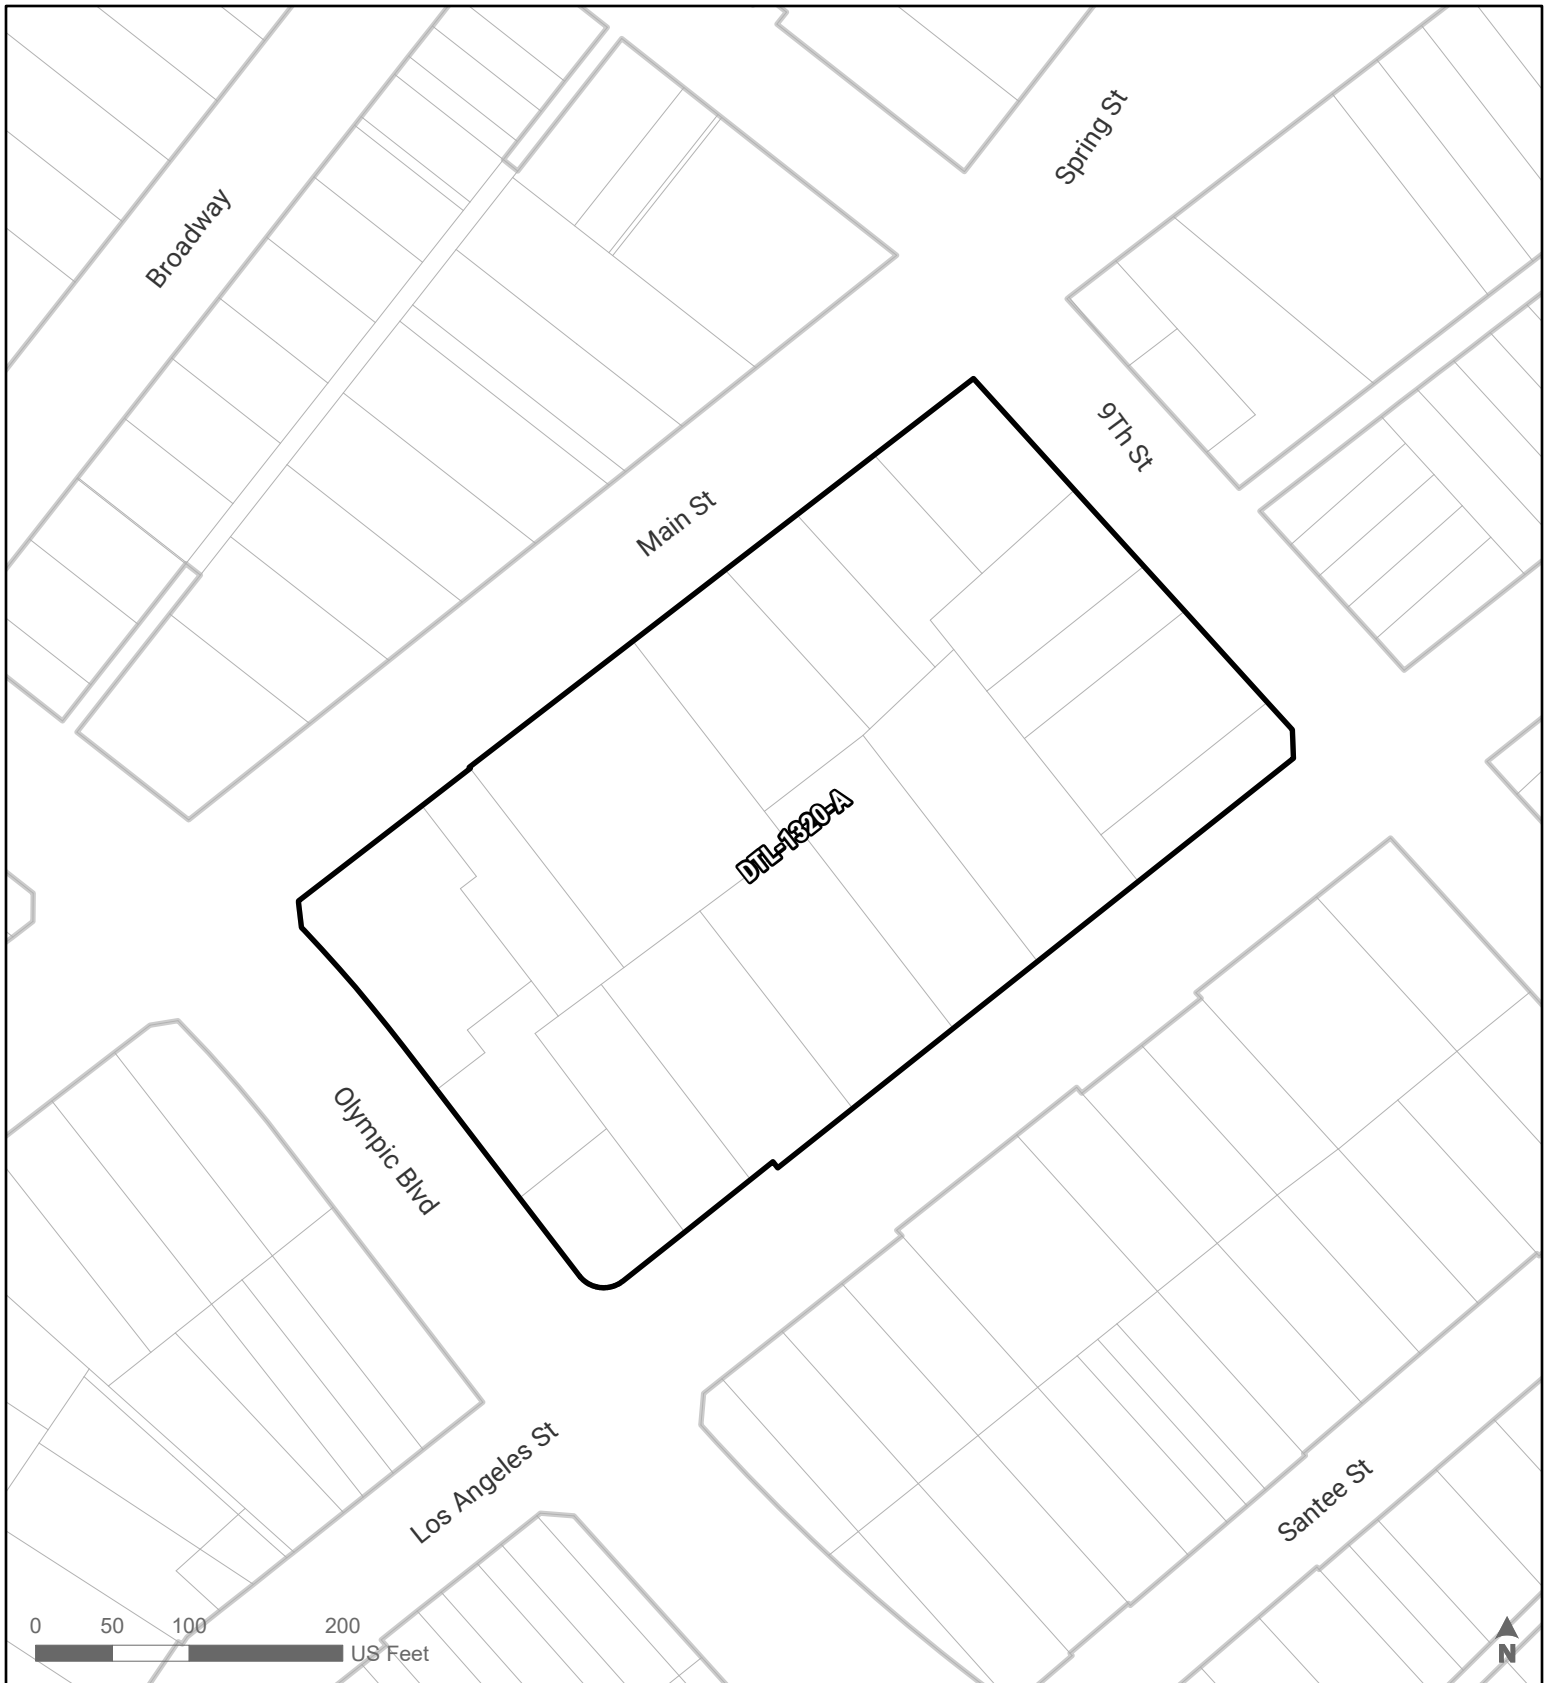 Spring St
Broadway
9Th St
Main St
DTL-1320-A
Olympic Blvd
Los Angeles St
Santee St
0 50 100 200
US Feet
N